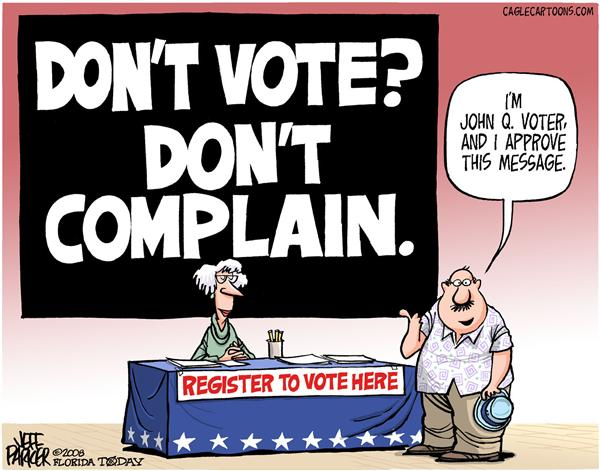 CAGLECARTOONS.COM
DON'T VOTE?
DON'T
COMPLAIN.
I'M
JOHN Q. VOTER,
AND I APPROVE
THIS MESSAGE.
REGISTER TO VOTE HERE
PARKER ©2008
FLORIDA TODAY